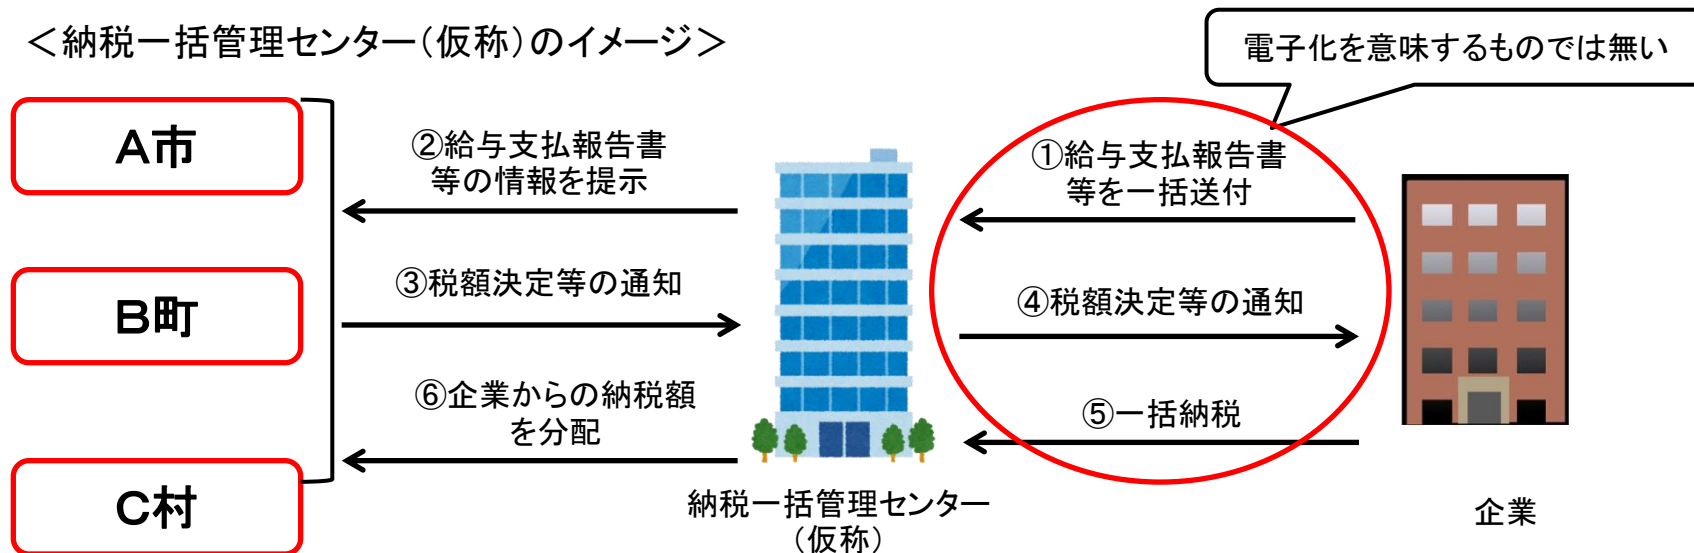 ＜納税一括管理センター（仮称）のイメージ＞
電子化を意味するものでは無い
A市
B町
C村
②給与支払報告書
等の情報を提示
③税額決定等の通知
⑥企業からの納税額
を分配
納税一括管理センター
（仮称）
①給与支払報告書
等を一括送付
④税額決定等の通知
⑤一括納税
企業